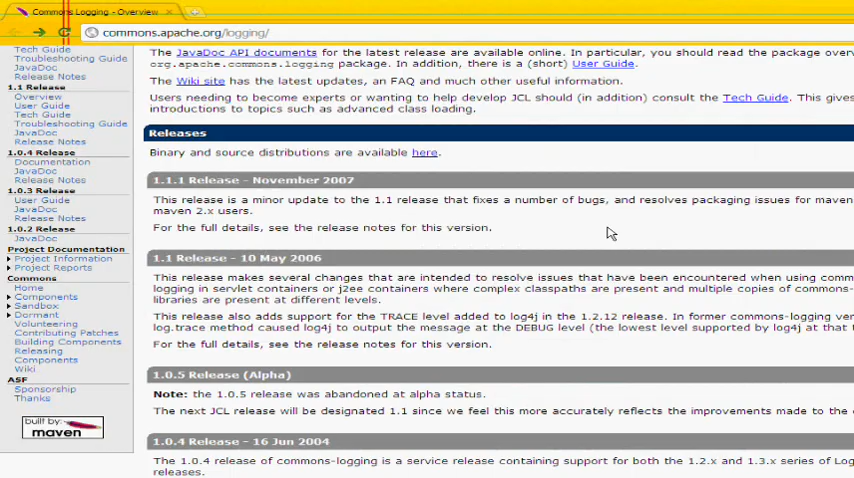 Commons Logging - Overview
commons.apache.org/logging/
Tech Guide
Troubleshooting Guide
JavaDoc
Release Notes
1.1 Release
Overview
User Guide
Tech Guide
Troubleshooting Guide
JavaDoc
Release Notes
1.0.4 Release
Documentation
JavaDoc
Release Notes
1.0.3 Release
User Guide
JavaDoc
Release Notes
1.0.2 Release
JavaDoc
Project Documentation
Project Information
Project Reports
Commons
Home
Components
Sandbox
Dormant
Volunteering
Contributing Patches
Building Components
Releasing
Components
Wiki
ASF
Sponsorship
Thanks
built by:
maven
The JavaDoc API documents for the latest release are available online. In particular, you should read the package
org.apache.commons.logging package. In addition, there is a (short) User Guide.
The Wiki site has the latest updates, an FAQ and much other useful information.
Users needing to become experts or wanting to help develop JCL should (in addition) consult the Tech Guide. This gives
introductions to topics such as advanced class loading.
Releases
Binary and source distributions are available here.
1.1.1 Release - November 2007
This release is a minor update to the 1.1 release that fixes a number of bugs, and resolves packaging issues for maven
maven 2.x users.
For the full details, see the release notes for this version.
1.1 Release - 10 May 2006
This release makes several changes that are intended to resolve issues that have been encountered when using comm
logging in servlet containers or j2ee containers where complex classpaths are present and multiple copies of commons-
libraries are present at different levels.
This release also adds support for the TRACE level added to log4j in the 1.2.12 release. In former commons-logging ver
log.trace method caused log4j to output the message at the DEBUG level (the lowest level supported by log4j at that
For the full details, see the release notes for this version.
1.0.5 Release (Alpha)
Note: the 1.0.5 release was abandoned at alpha status.
The next JCL release will be designated 1.1 since we feel this more accurately reflects the improvements made to the
1.0.4 Release - 16 Jun 2004
The 1.0.4 release of commons-logging is a service release containing support for both the 1.2.x and 1.3.x series of Log
releases.